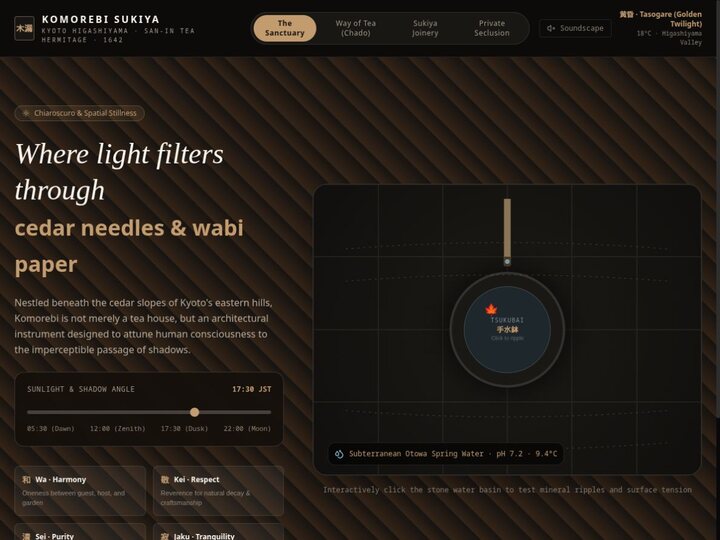 木漏
KOMOREBI SUKIYA
KYOTO HIGASHIYAMA · SAN-IN TEA
HERMITAGE · 1642
The
Sanctuary
Way of Tea
(Chado)
Sukiya
Joinery
Private
Seclusion
Soundscape
黄昏 · Tasogare (Golden
Twilight)
18°C · Higashiyama
Valley
Chiaroscuro & Spatial Stillness
Where light filters
through
cedar needles & wabi
paper
Nestled beneath the cedar slopes of Kyoto's eastern hills,
Komorebi is not merely a tea house, but an architectural
instrument designed to attune human consciousness to
the imperceptible passage of shadows.
SUNLIGHT & SHADOW ANGLE 17:30 JST
05:30 (Dawn) 12:00 (Zenith) 17:30 (Dusk) 22:00 (Moon)
和 Wa · Harmony
Oneness between guest, host, and
garden
敬 Kei · Respect
Reverence for natural decay &
craftsmanship
清 Sei · Purity
寂 Jaku · Tranquility
TSUKUBAI
手水鉢
Click to ripple
Subterranean Otowa Spring Water · pH 7.2 · 9.4°C
Interactively click the stone water basin to test mineral ripples and surface tension